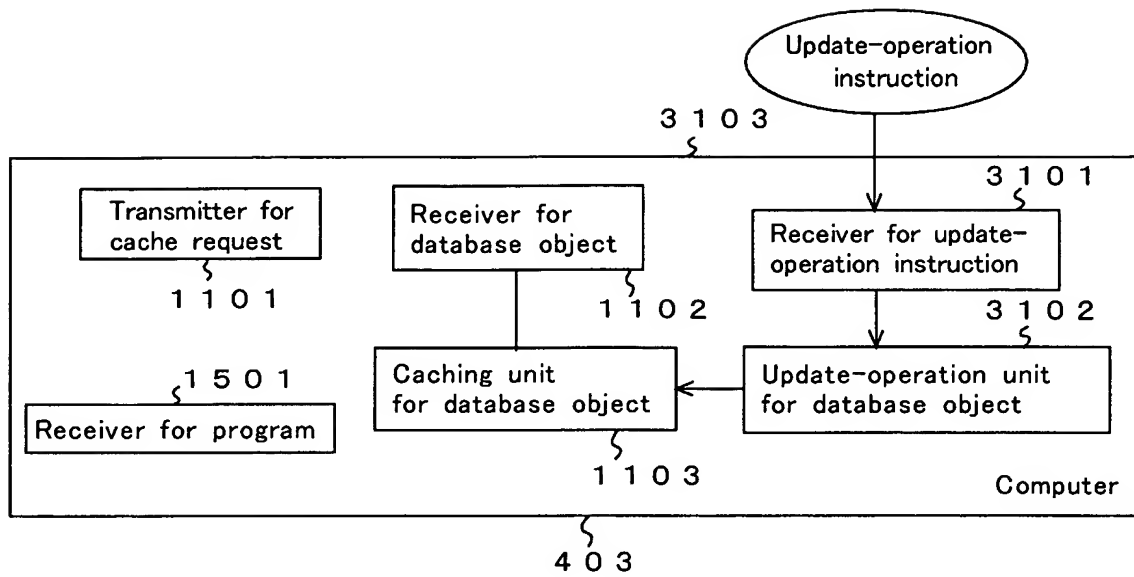 Update-operation
instruction
3103
3101
Transmitter for
cache request
1101
Receiver for
database object
1102
Receiver for update-
operation instruction
3102
1501
Receiver for program
Caching unit
for database object
1103
Update-operation unit
for database object
Computer
403